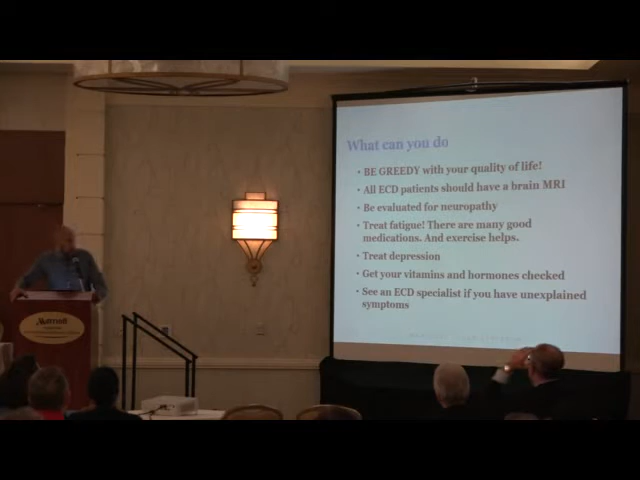 What can you do
• BE GREEDY with your quality of life!
• All ECD patients should have a brain MRI
• Be evaluated for neuropathy
• Treat fatigue! There are many good
medications. And exercise helps.
• Treat depression
• Get your vitamins and hormones checked
• See an ECD specialist if you have unexplained
symptoms
Marriott